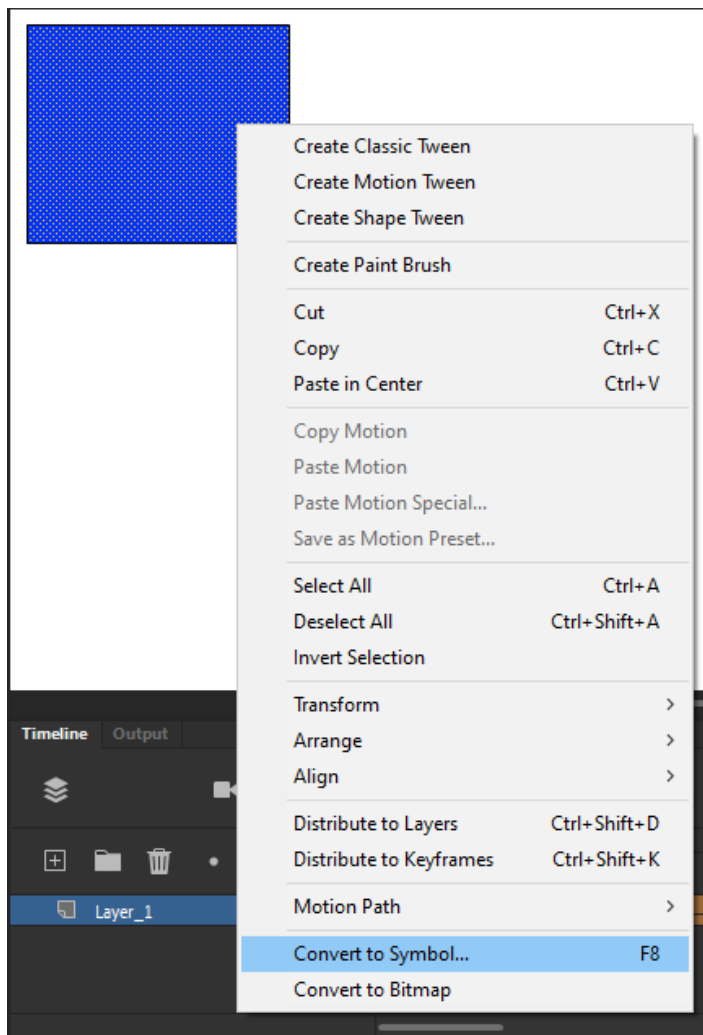 Create Classic Tween
Create Motion Tween
Create Shape Tween
Create Paint Brush
Cut Ctrl+X
Copy Ctrl+C
Paste in Center Ctrl+V
Copy Motion
Paste Motion
Paste Motion Special...
Save as Motion Preset...
Select All Ctrl+A
Deselect All Ctrl+Shift+A
Invert Selection
Transform
Arrange
Align
Distribute to Layers Ctrl+Shift+D
Distribute to Keyframes Ctrl+Shift+K
Motion Path
Convert to Symbol... F8
Convert to Bitmap
Timeline Output
Layer_1